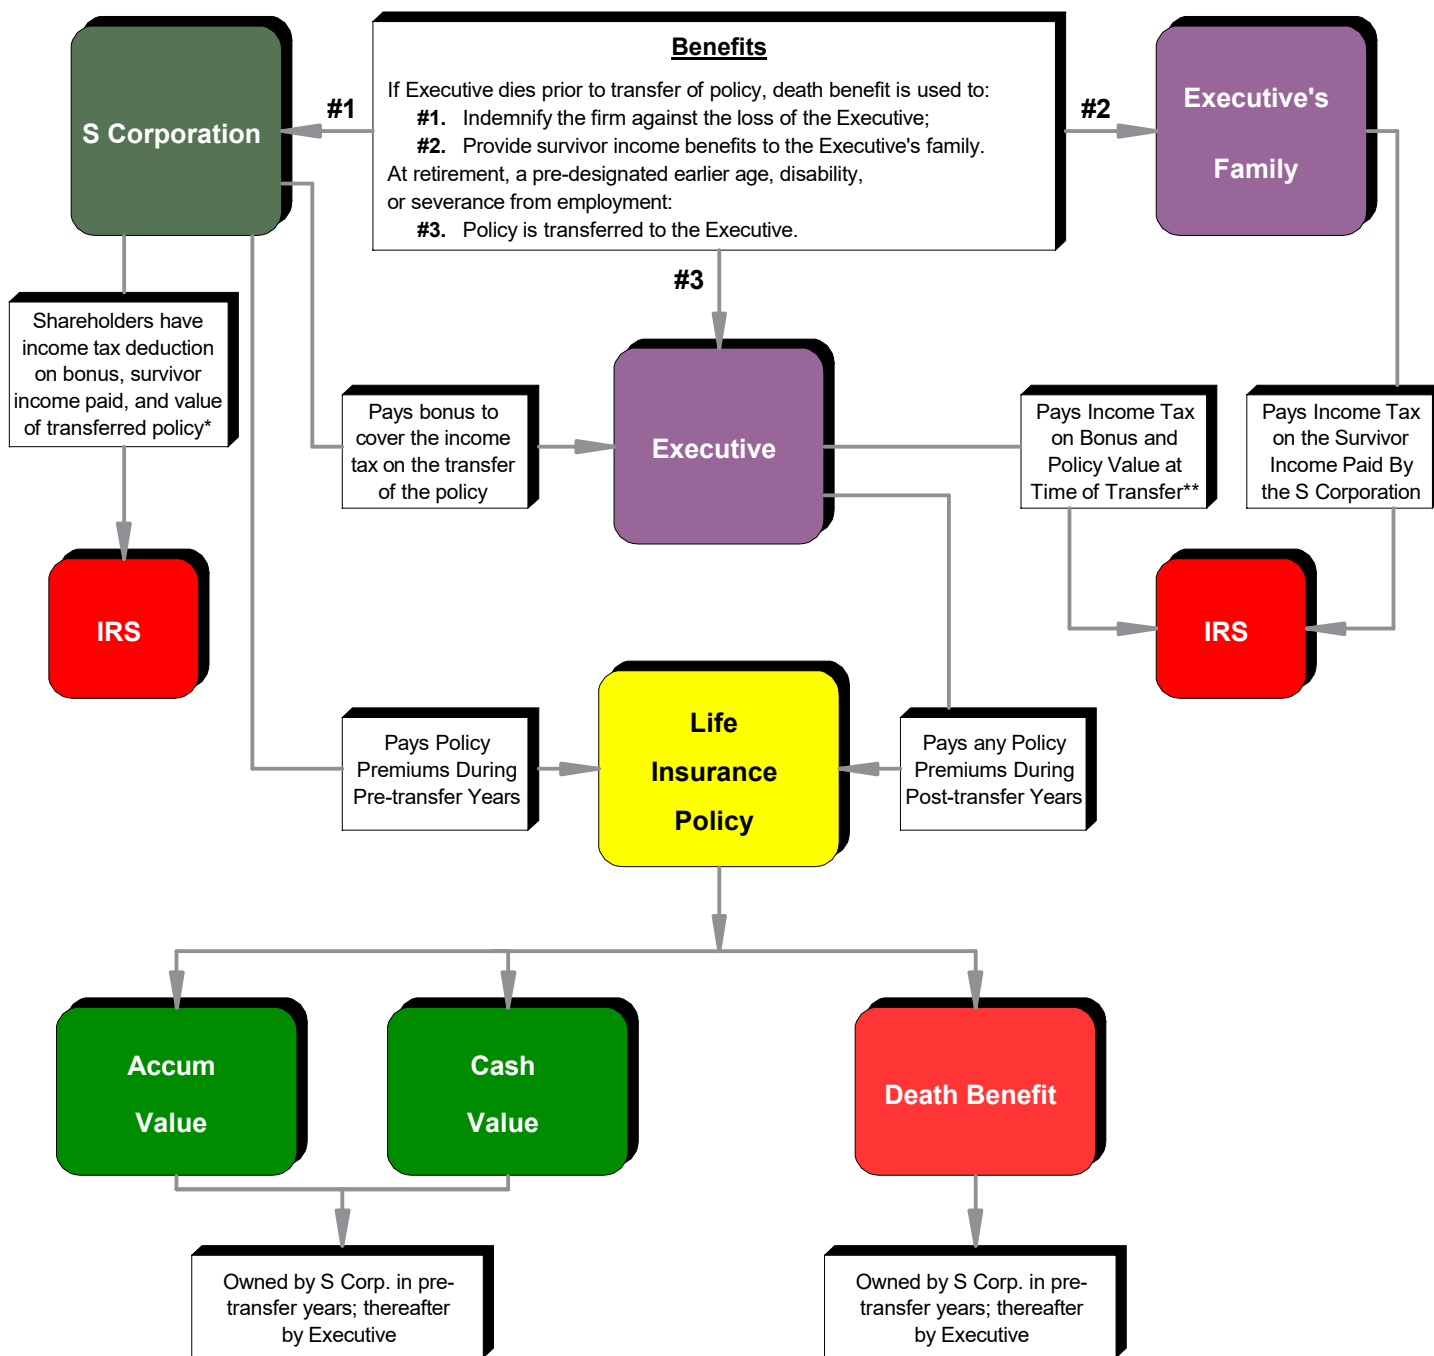 Benefits
If Executive dies prior to transfer of policy, death benefit is used to:
#1. Indemnify the firm against the loss of the Executive;
#2. Provide survivor income benefits to the Executive's family.
At retirement, a pre-designated earlier age, disability,
or severance from employment:
#3. Policy is transferred to the Executive.
#1
#2
#3
S Corporation
Executive's
Family
Shareholders have
income tax deduction
on bonus, survivor
income paid, and value
of transferred policy*
Pays bonus to
cover the income
tax on the transfer
of the policy
Executive
Pays Income Tax
on Bonus and
Policy Value at
Time of Transfer**
Pays Income Tax
on the Survivor
Income Paid By
the S Corporation
IRS
IRS
Pays Policy
Premiums During
Pre-transfer Years
Life
Insurance
Policy
Pays any Policy
Premiums During
Post-transfer Years
Accum
Value
Cash
Value
Death Benefit
Owned by S Corp. in pre-
transfer years; thereafter
by Executive
Owned by S Corp. in pre-
transfer years; thereafter
by Executive